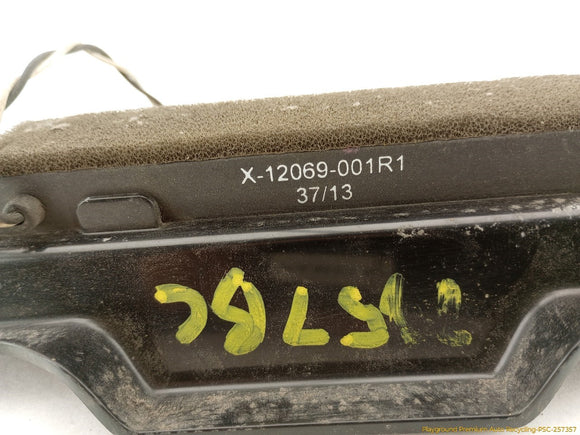 X-12069-001R1
37/13
Playground Premium Auto Recycling-PSC-257357